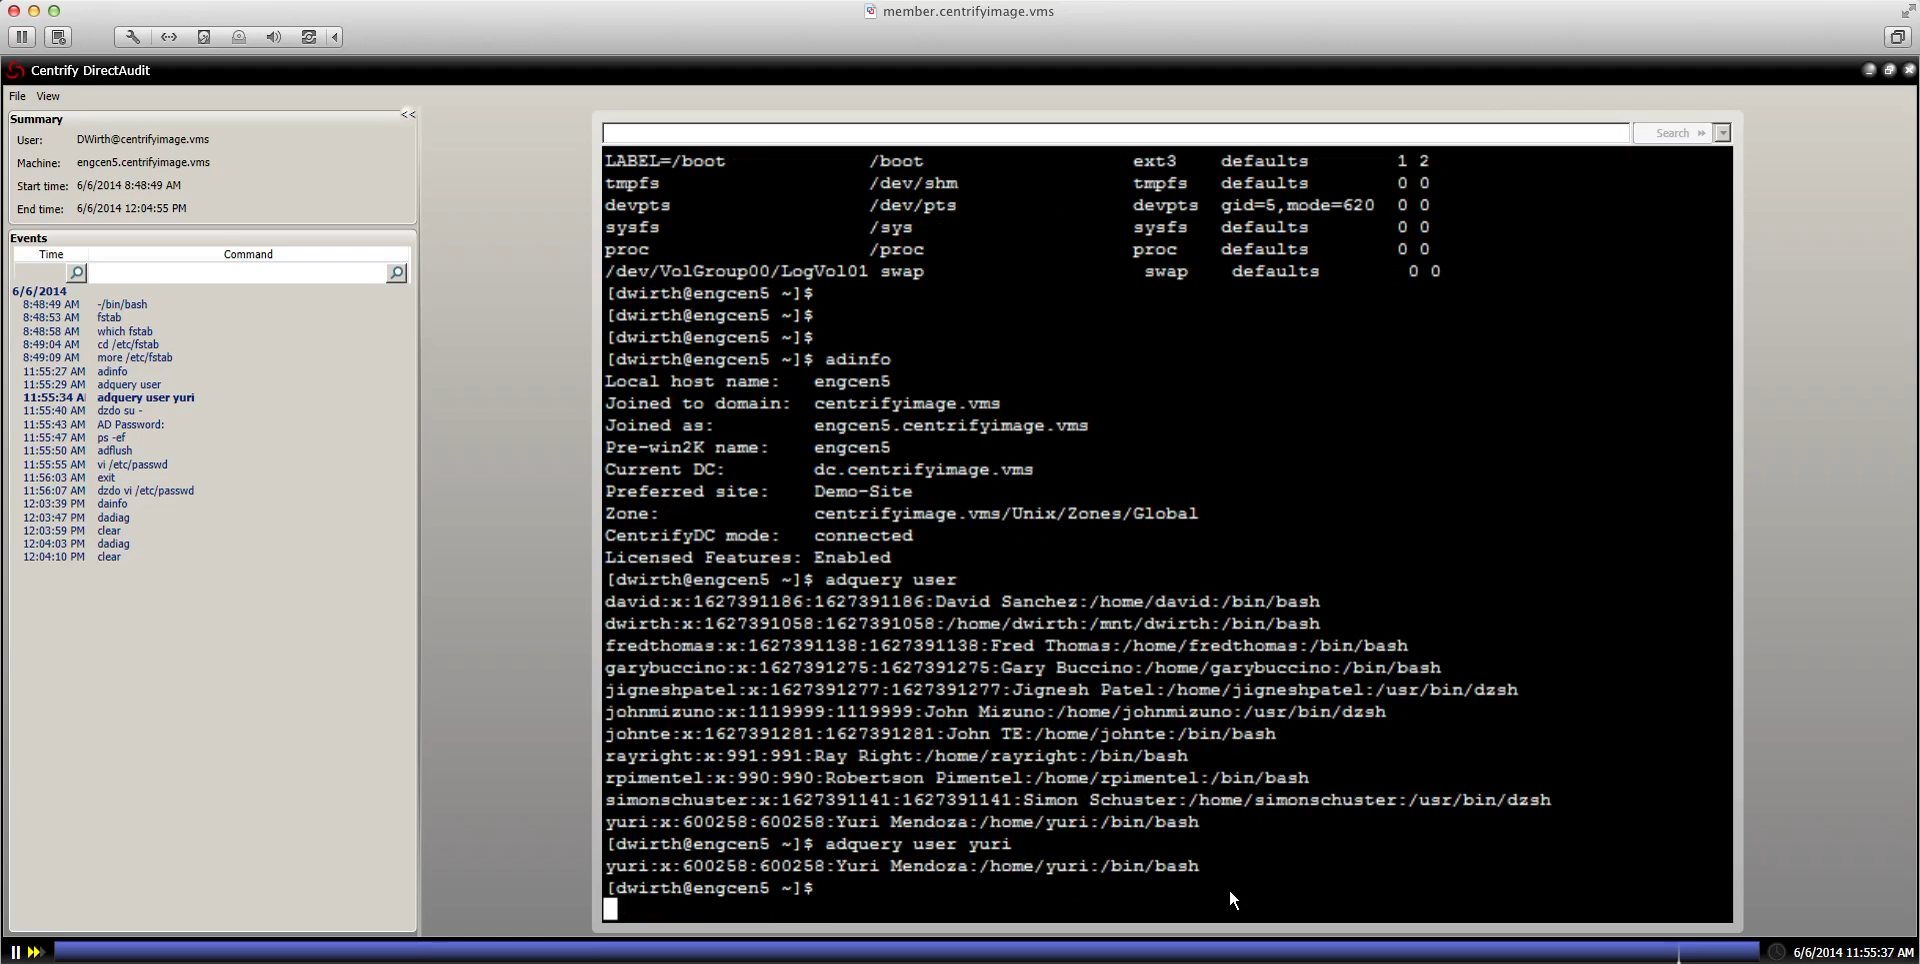 member.centrifyimage.vms
Centrify DirectAudit
File View
Summary
<<
User: DWirth@centrifyimage.vms
Machine: engcen5.centrifyimage.vms
Start time: 6/6/2014 8:48:49 AM
End time: 6/6/2014 12:04:55 PM
Events
Time Command
6/6/2014
8:48:49 AM -/bin/bash
8:48:53 AM fstab
8:48:58 AM which fstab
8:49:04 AM cd /etc/fstab
8:49:09 AM more /etc/fstab
11:55:27 AM adinfo
11:55:29 AM adquery user
11:55:34 A adquery user yuri
11:55:40 AM dzdo su -
11:55:43 AM AD Password:
11:55:47 AM ps -ef
11:55:50 AM adflush
11:55:55 AM vi /etc/passwd
11:56:03 AM exit
11:56:07 AM dzdo vi /etc/passwd
12:03:39 PM dainfo
12:03:47 PM dadiag
12:03:59 PM clear
12:04:03 PM dadiag
12:04:10 PM clear
Search
LABEL=/boot /boot ext3 defaults 1 2
tmpfs /dev/shm tmpfs defaults 0 0
devpts /dev/pts devpts gid=5,mode=620 0 0
sysfs /sys sysfs defaults 0 0
proc /proc proc defaults 0 0
/dev/VolGroup00/LogVol01 swap swap defaults 0 0
[dwirth@engcen5 ~]$
[dwirth@engcen5 ~]$
[dwirth@engcen5 ~]$
[dwirth@engcen5 ~]$ adinfo
Local host name: engcen5
Joined to domain: centrifyimage.vms
Joined as: engcen5.centrifyimage.vms
Pre-win2K name: engcen5
Current DC: dc.centrifyimage.vms
Preferred site: Demo-Site
Zone: centrifyimage.vms/Unix/Zones/Global
CentrifyDC mode: connected
Licensed Features: Enabled
[dwirth@engcen5 ~]$ adquery user
david:x:1627391186:1627391186:David Sanchez:/home/david:/bin/bash
dwirth:x:1627391058:1627391058:/home/dwirth:/mnt/dwirth:/bin/bash
fredthomas:x:1627391138:1627391138:Fred Thomas:/home/fredthomas:/bin/bash
garybuccino:x:1627391275:1627391275:Gary Buccino:/home/garybuccino:/bin/bash
jigneshpatel:x:1627391277:1627391277:Jignesh Patel:/home/jigneshpatel:/usr/bin/dzsh
johnmizuno:x:1119999:1119999:John Mizuno:/home/johnmizuno:/usr/bin/dzsh
johnte:x:1627391281:1627391281:John TE:/home/johnte:/bin/bash
rayright:x:991:991:Ray Right:/home/rayright:/bin/bash
rpimentel:x:990:990:Robertson Pimentel:/home/rpimentel:/bin/bash
simonschuster:x:1627391141:1627391141:Simon Schuster:/home/simonschuster:/usr/bin/dzsh
yuri:x:600258:600258:Yuri Mendoza:/home/yuri:/bin/bash
[dwirth@engcen5 ~]$ adquery user yuri
yuri:x:600258:600258:Yuri Mendoza:/home/yuri:/bin/bash
[dwirth@engcen5 ~]$
6/6/2014 11:55:37 AM